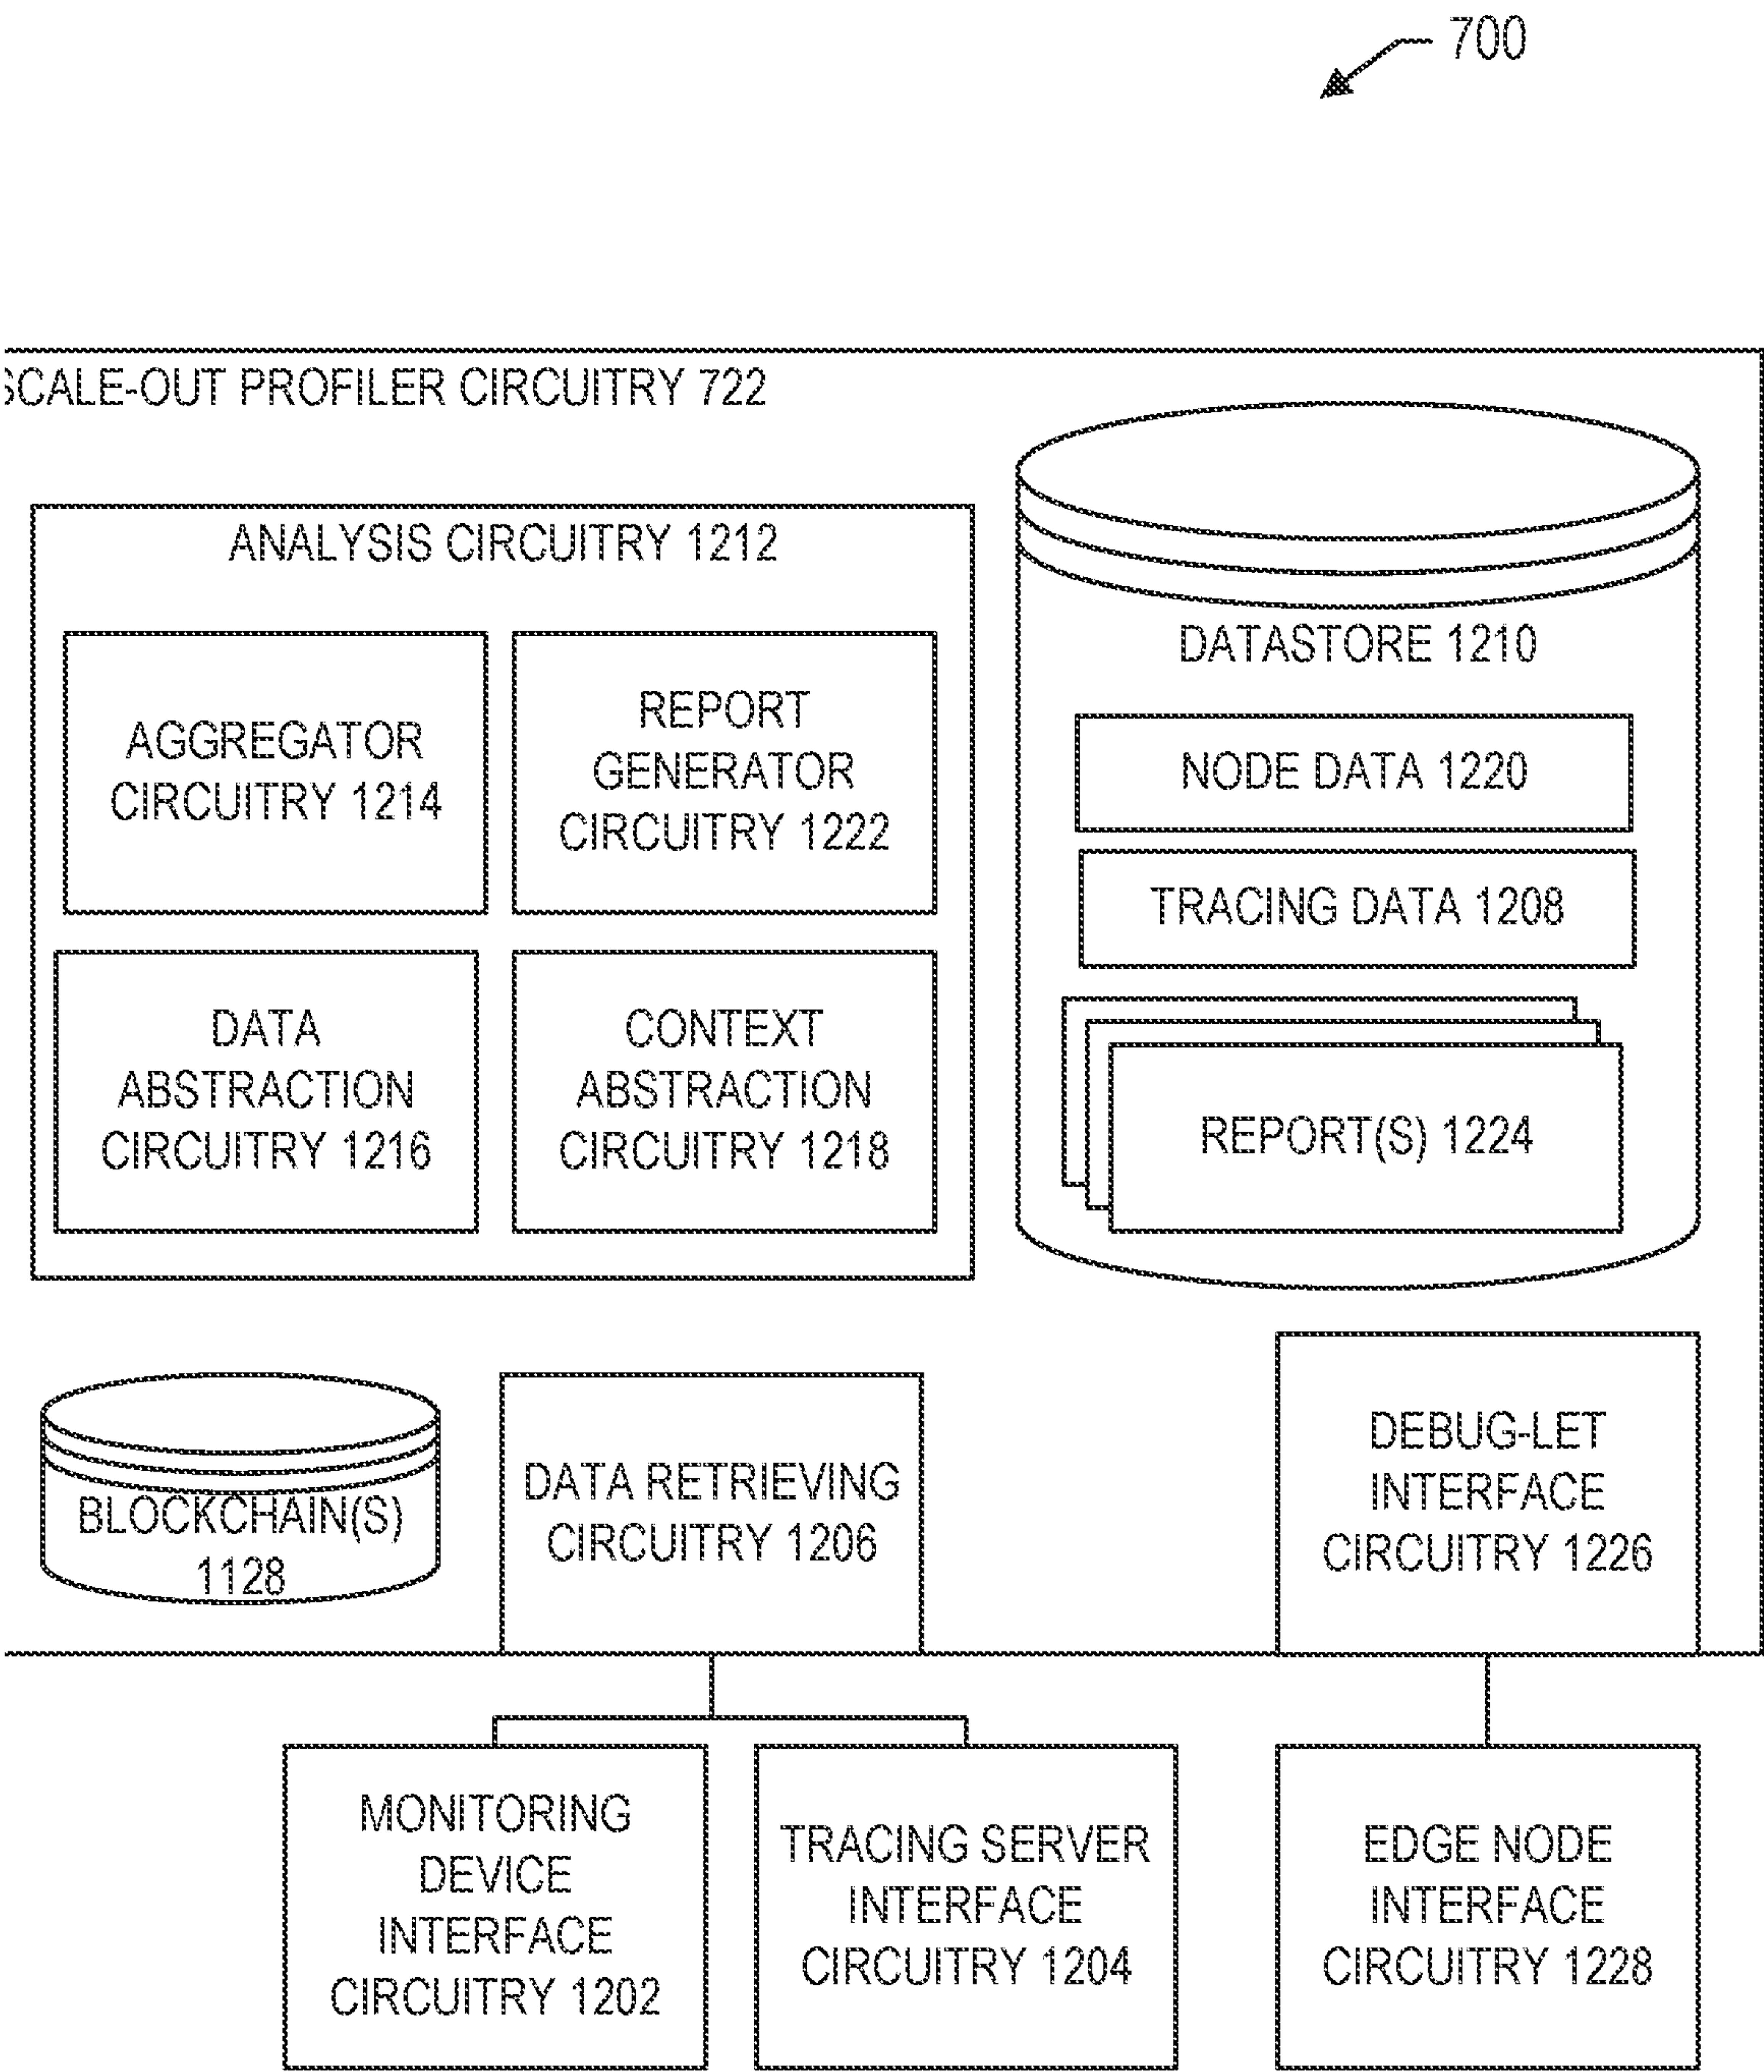 700
SCALE-OUT PROFILER CIRCUITRY 722
ANALYSIS CIRCUITRY 1212
AGGREGATOR
CIRCUITRY 1214
REPORT
GENERATOR
CIRCUITRY 1222
DATA
ABSTRACTION
CIRCUITRY 1216
CONTEXT
ABSTRACTION
CIRCUITRY 1218
DATASTORE 1210
NODE DATA 1220
TRACING DATA 1208
REPORT(S) 1224
BLOCKCHAIN(S)
1128
DATA RETRIEVING
CIRCUITRY 1206
DEBUG-LET
INTERFACE
CIRCUITRY 1226
MONITORING
DEVICE
INTERFACE
CIRCUITRY 1202
TRACING SERVER
INTERFACE
CIRCUITRY 1204
EDGE NODE
INTERFACE
CIRCUITRY 1228